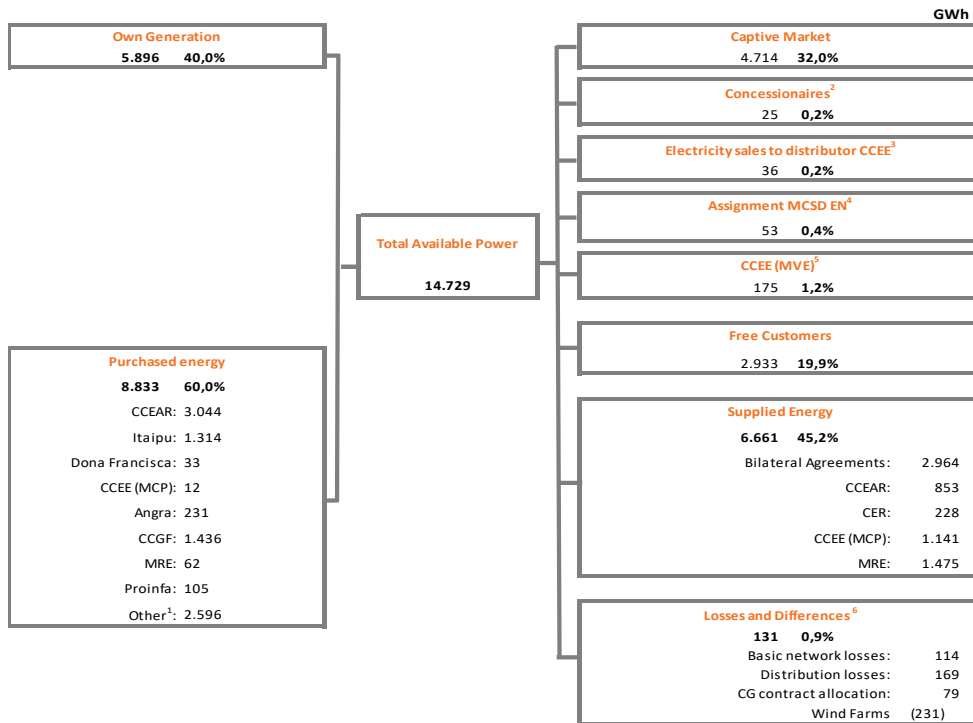 GWh
Own Generation
5.896 40,0%
Purchased energy
8.833 60,0%
CCEAR: 3.044
Itaipu: 1.314
Dona Francisca: 33
CCEE (MCP): 12
Angra: 231
CCGF: 1.436
MRE: 62
Proinfa: 105
Other¹: 2.596
Total Available Power
14.729
Captive Market
4.714 32,0%
Concessionaires²
25 0,2%
Electricity sales to distributor CCEE³
36 0,2%
Assignment MCSD EN⁴
53 0,4%
CCEE (MVE)⁵
175 1,2%
Free Customers
2.933 19,9%
Supplied Energy
6.661 45,2%
Bilateral Agreements: 2.964
CCEAR: 853
CER: 228
CCEE (MCP): 1.141
MRE: 1.475
Losses and Differences ⁶
131 0,9%
Basic network losses: 114
Distribution losses: 169
CG contract allocation: 79
Wind Farms (231)